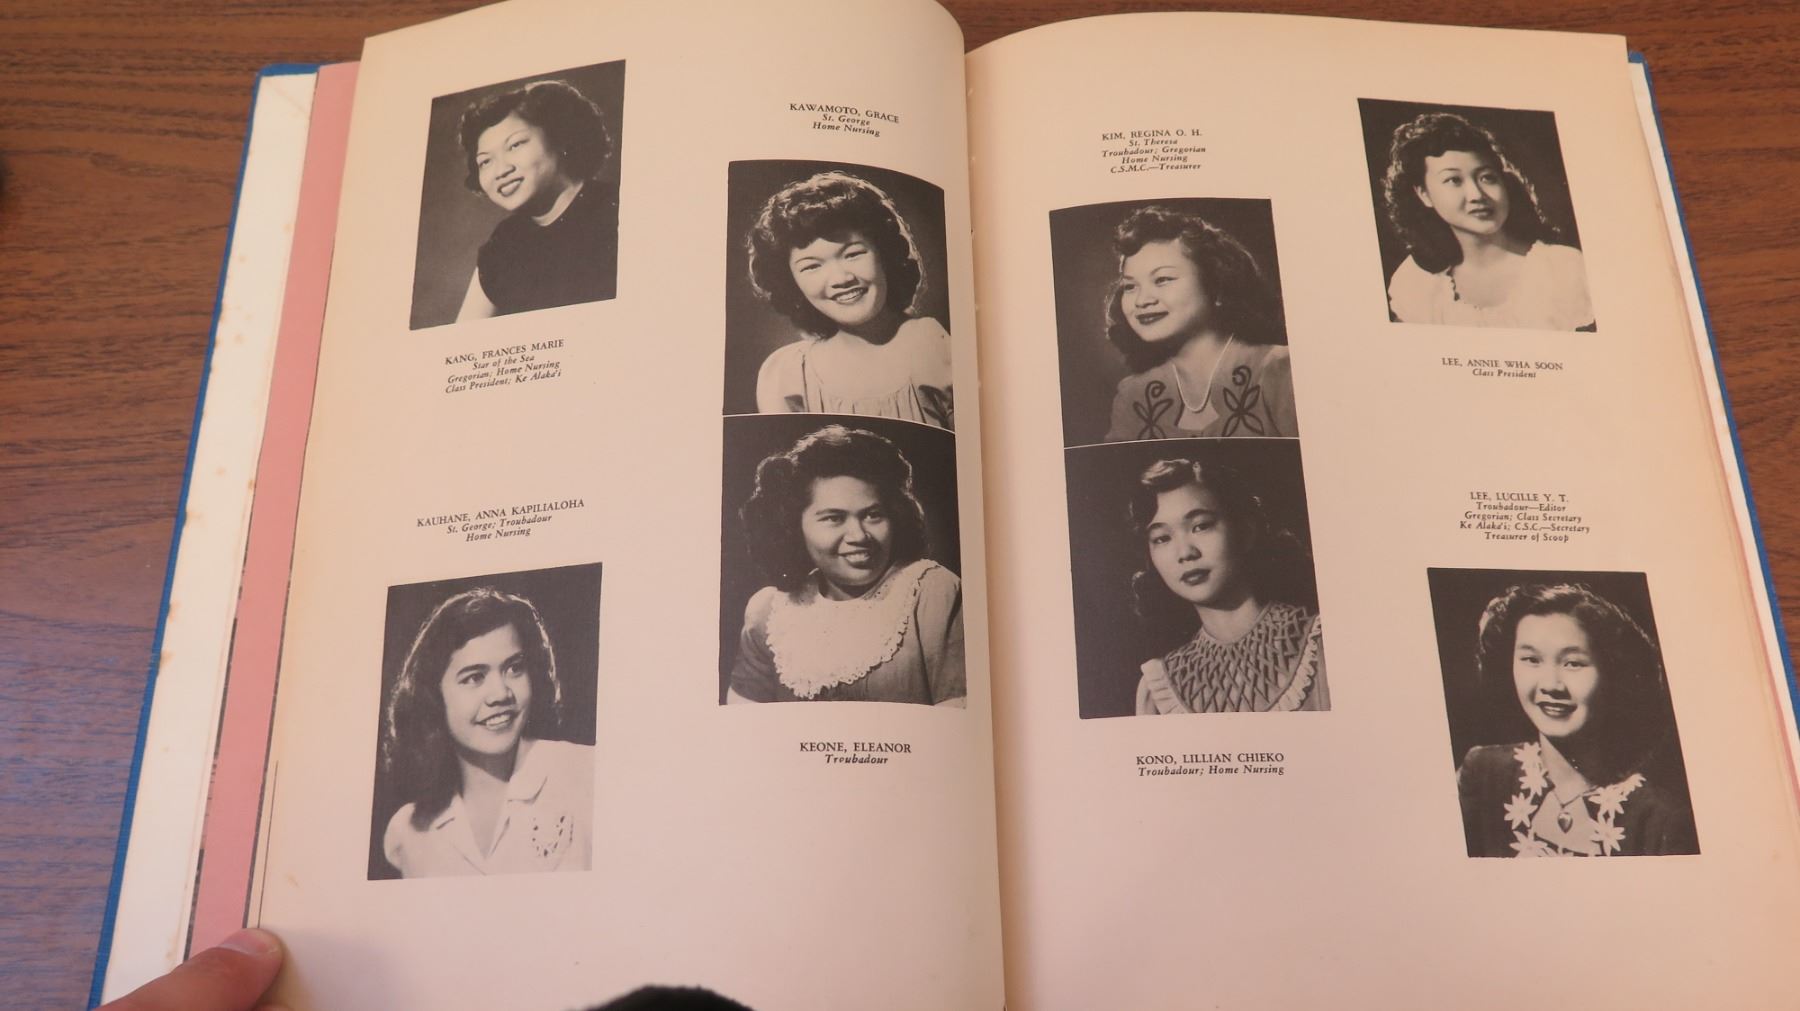 KANG, FRANCES MARIE
Star of the Sea
Gregorian; Home Nursing
Class President; Ke Alaka'i
KAUHANE, ANNA KAPILIALOHA
St. George; Troubadour
Home Nursing
KAWAMOTO, GRACE
St. George
Home Nursing
KEONE, ELEANOR
Troubadour
KIM, REGINA O. H.
St. Theresa
Troubadour; Gregorian
Home Nursing
C.S.M.C.—Treasurer
KONO, LILLIAN CHIEKO
Troubadour; Home Nursing
LEE, ANNIE WHA SOON
Class President
LEE, LUCILLE Y. T.
Troubadour—Editor
Gregorian; Class Secretary
Ke Alaka'i; C.S.C.—Secretary
Treasurer of Scoop